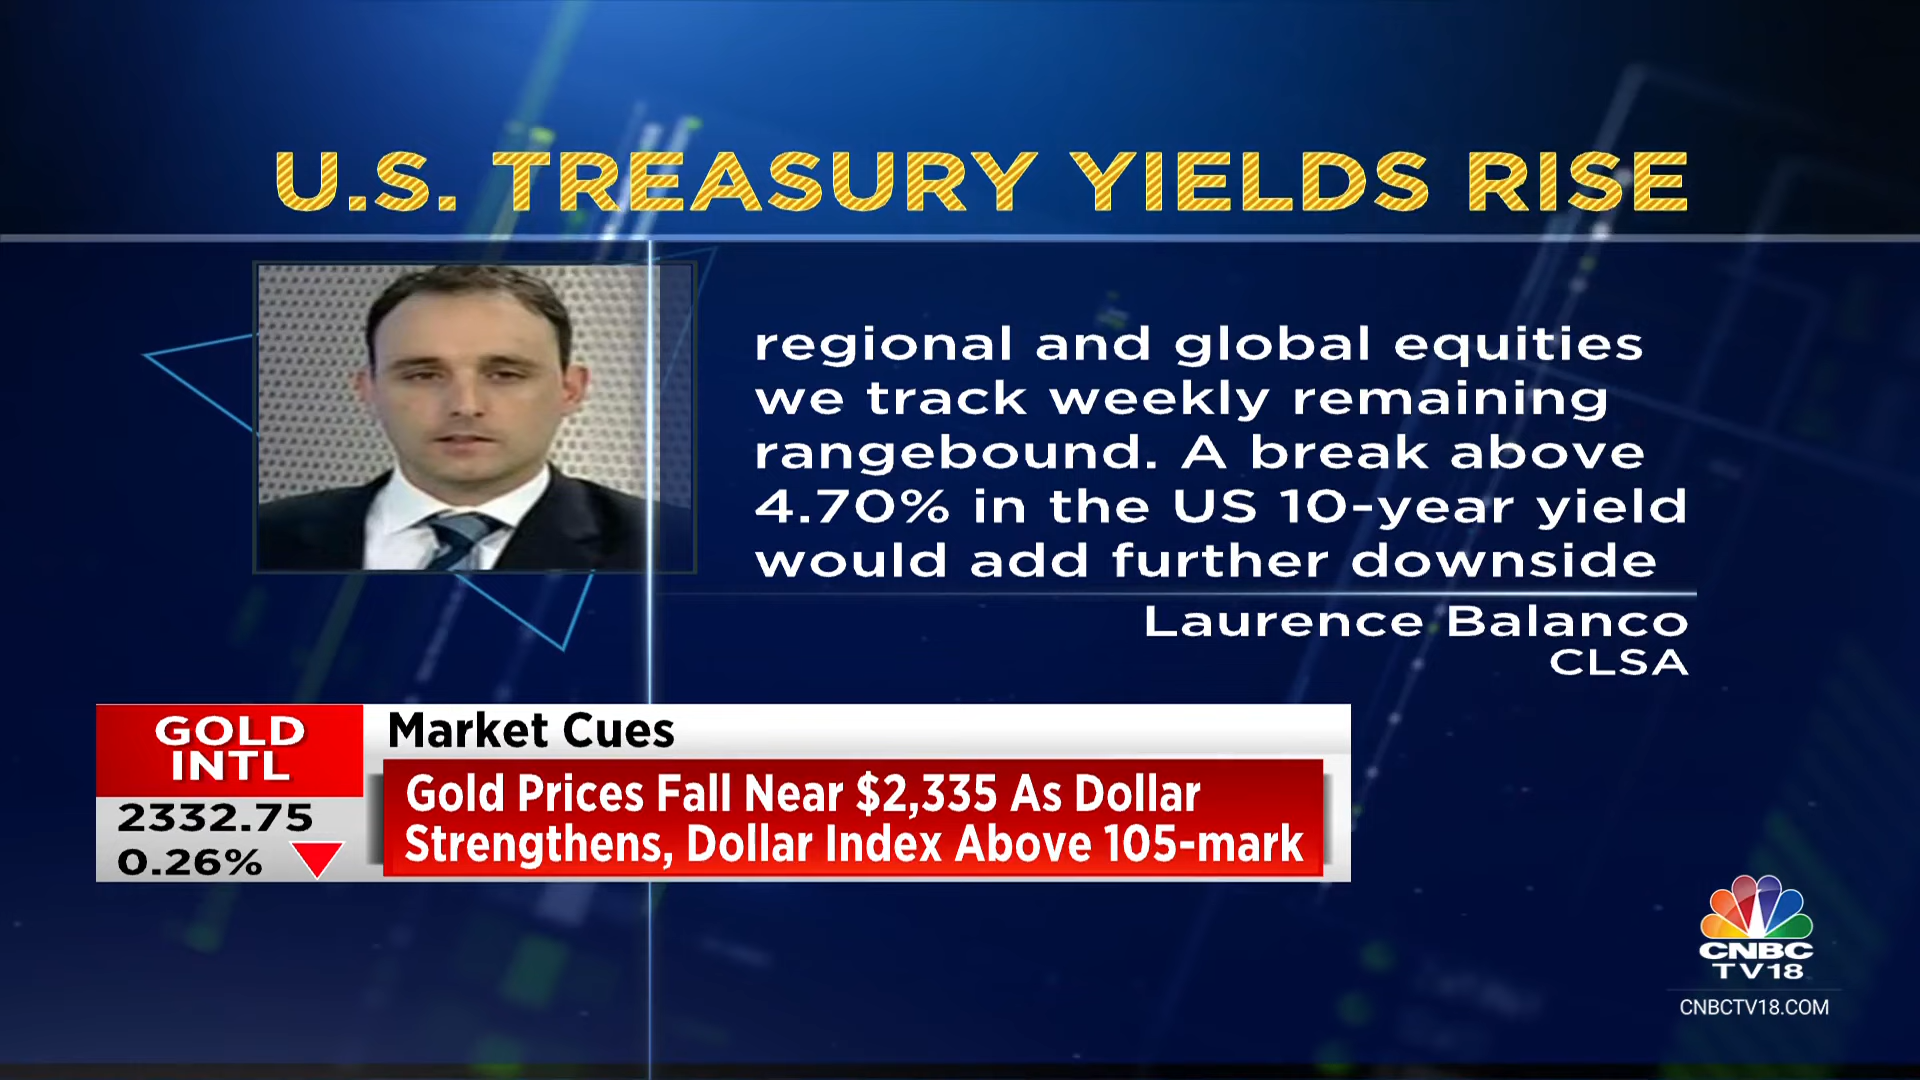 U.S. TREASURY YIELDS RISE
regional and global equities
we track weekly remaining
rangebound. A break above
4.70% in the US 10-year yield
would add further downside
Laurence Balanco
CLSA
GOLD
INTL
2332.75
0.26%
Market Cues
Gold Prices Fall Near $2,335 As Dollar
Strengthens, Dollar Index Above 105-mark
CNBC
TV18
CNBCTV18.COM